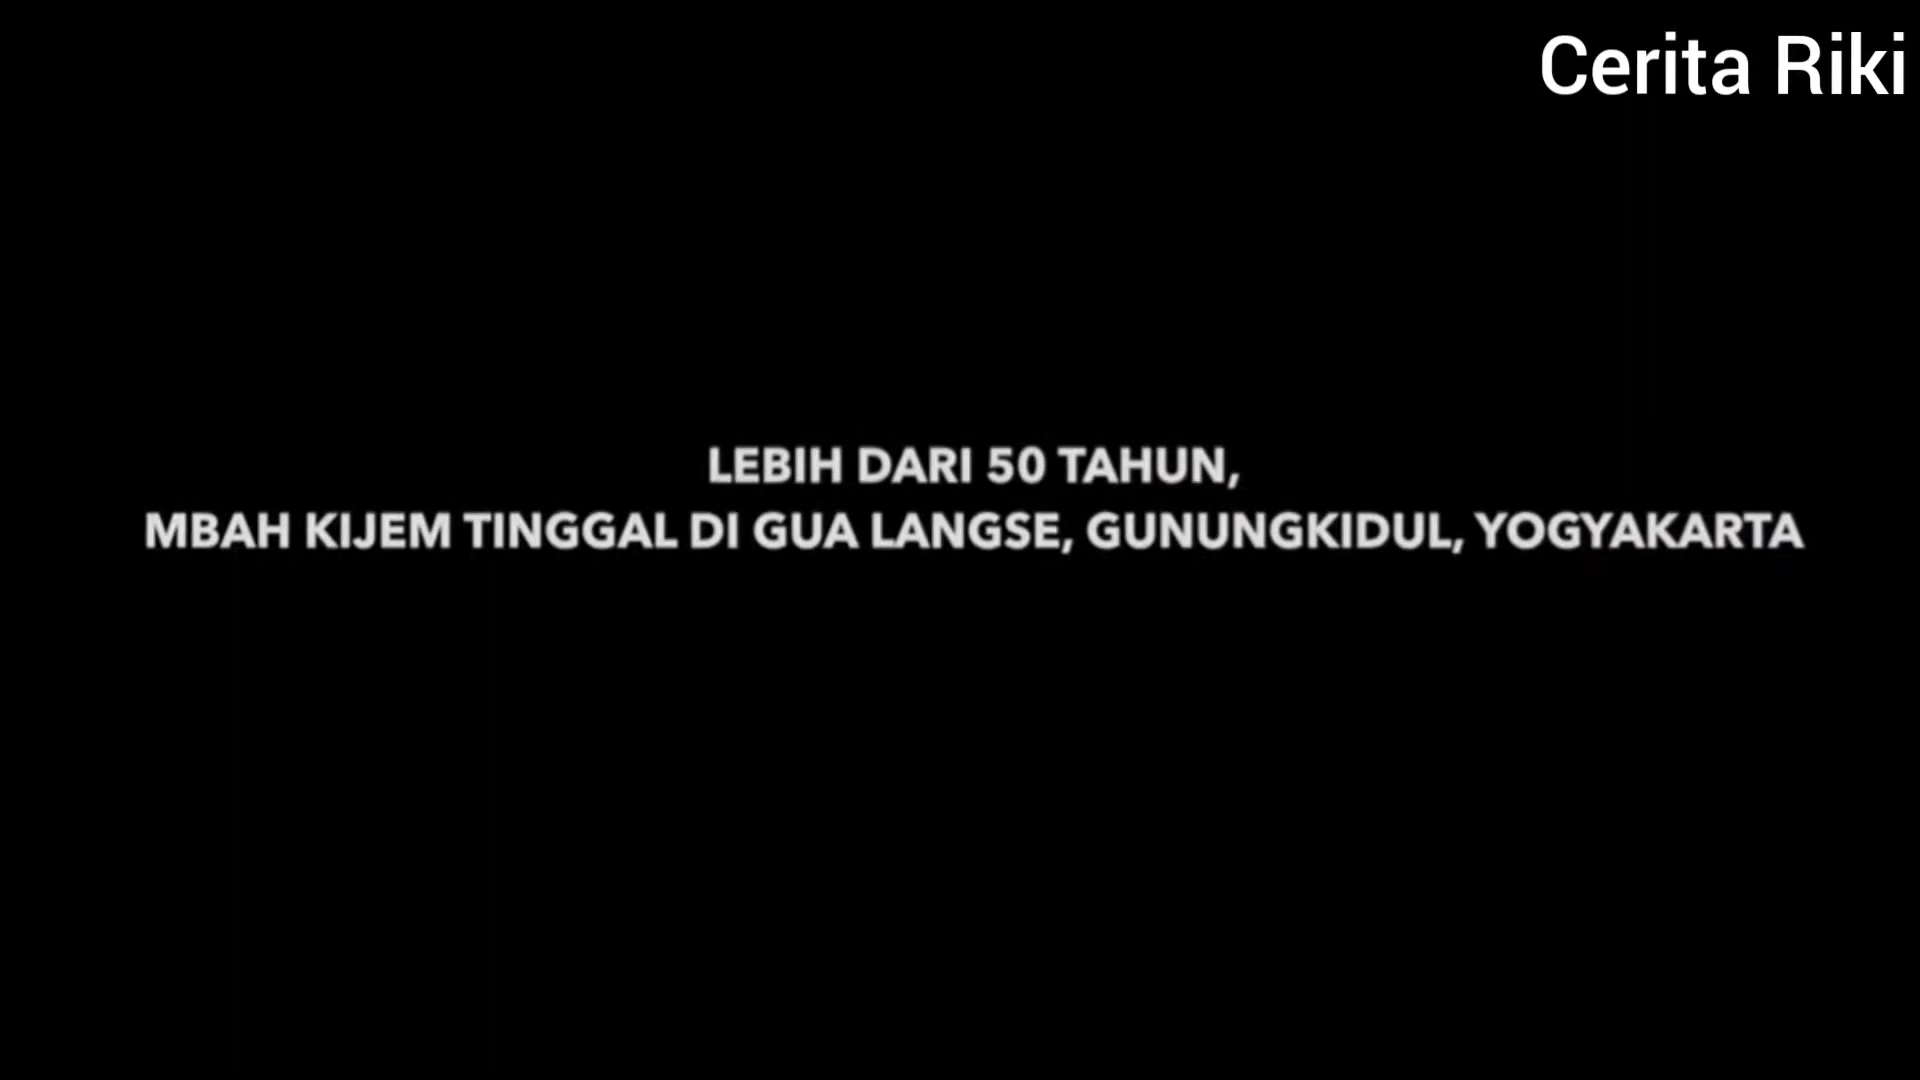 Cerita Riki
LEBIH DARI 50 TAHUN,
MBAH KIJEM TINGGAL DI GUA LANGSE, GUNUNGKIDUL, YOGYAKARTA